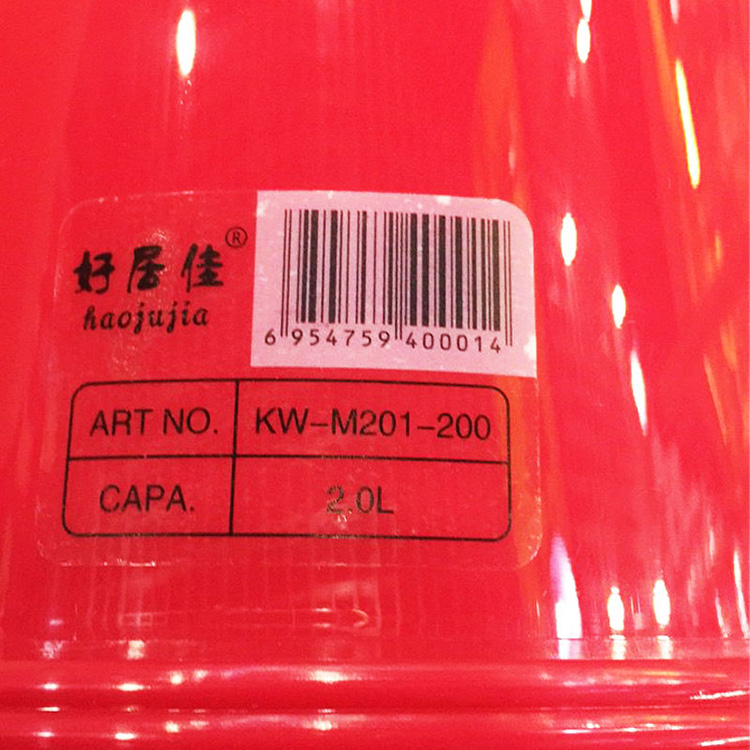 好居佳®
haojujia
6 954759 400014
ART NO. KW-M201-200
CAPA. 2.0L